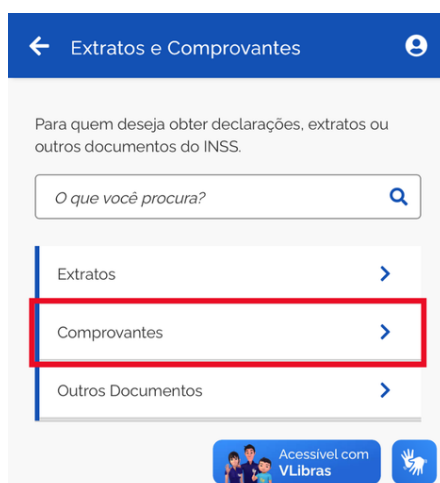 Extratos e Comprovantes
Para quem deseja obter declarações, extratos ou
outros documentos do INSS.
O que você procura?
Extratos
Comprovantes
Outros Documentos
Acessível com
VLibras